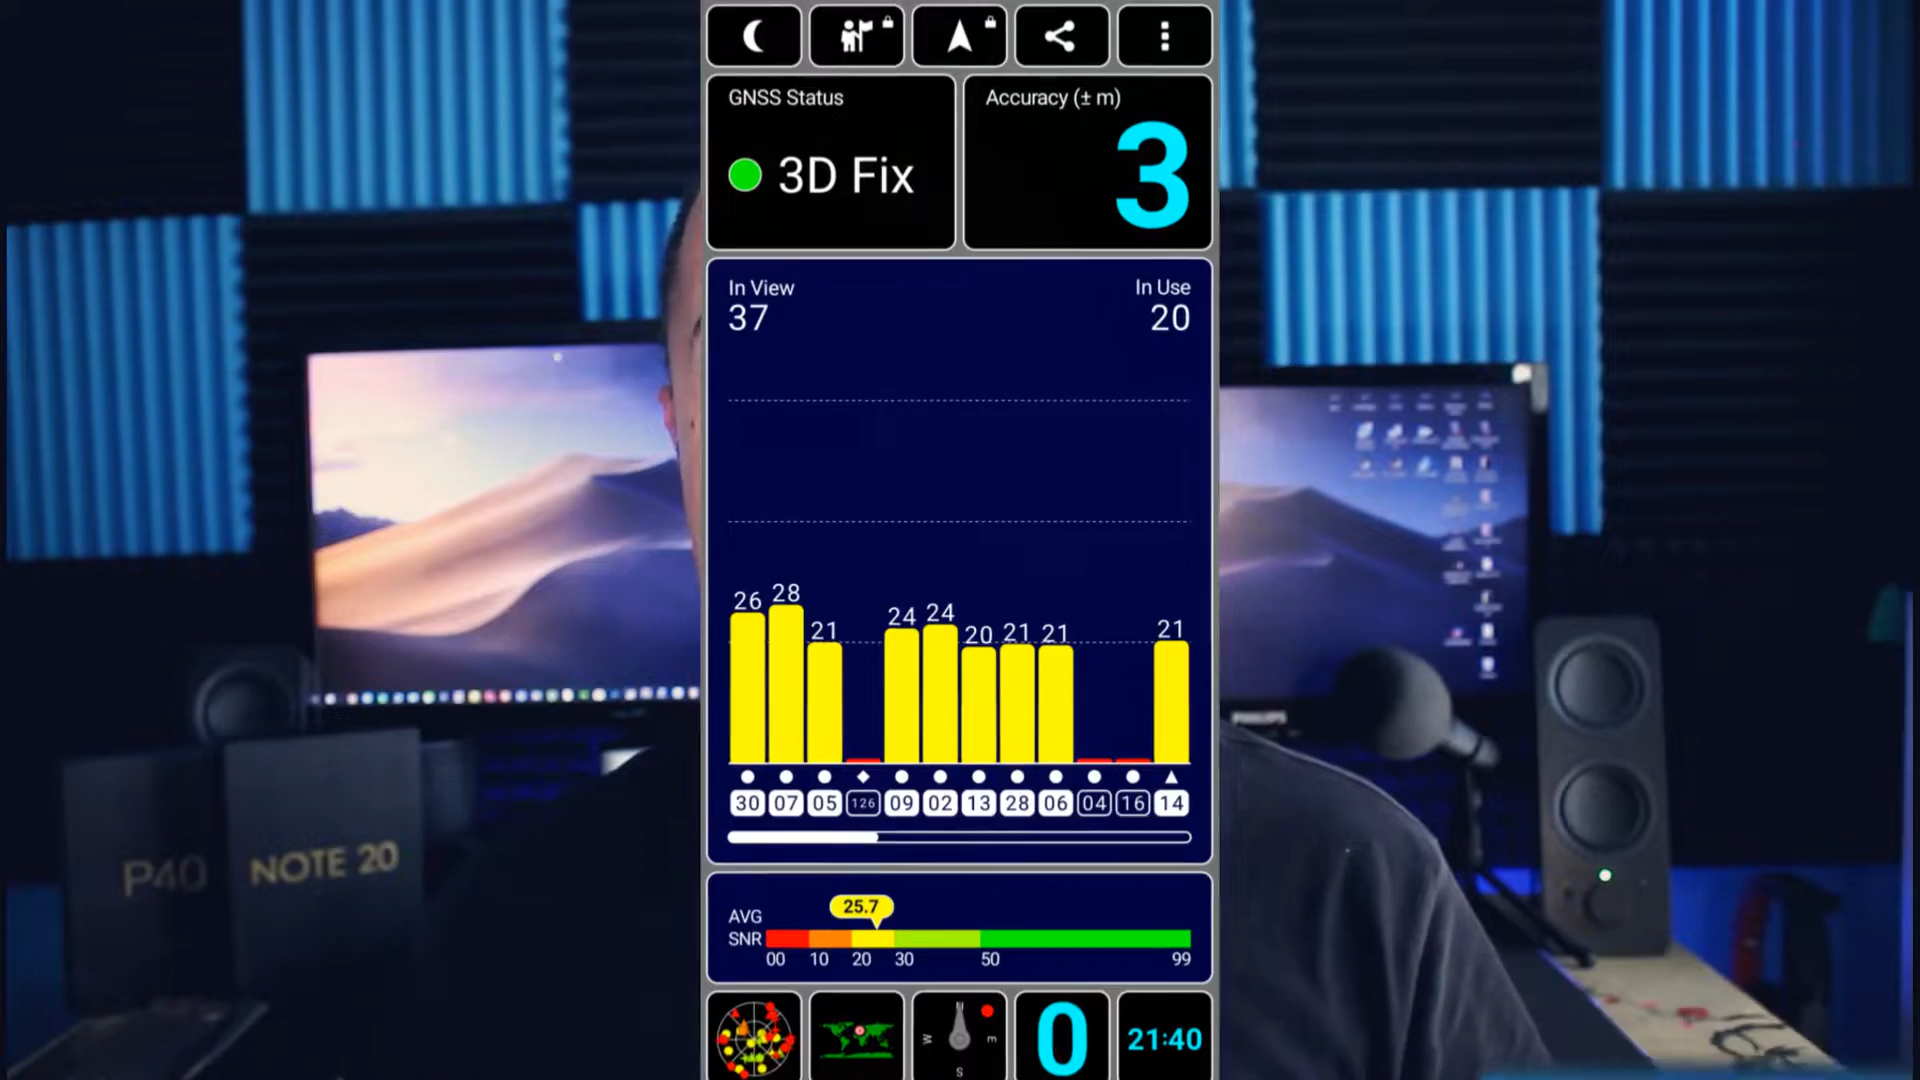 GNSS Status
3D Fix
Accuracy (± m)
3
In View
37
In Use
20
26 28 21 24 24 20 21 21 21
30 07 05 126 09 02 13 28 06 04 16 14
AVG
SNR
25.7
00 10 20 30 50 99
W
S
0
21:40
P40
NOTE 20
PHILIPS